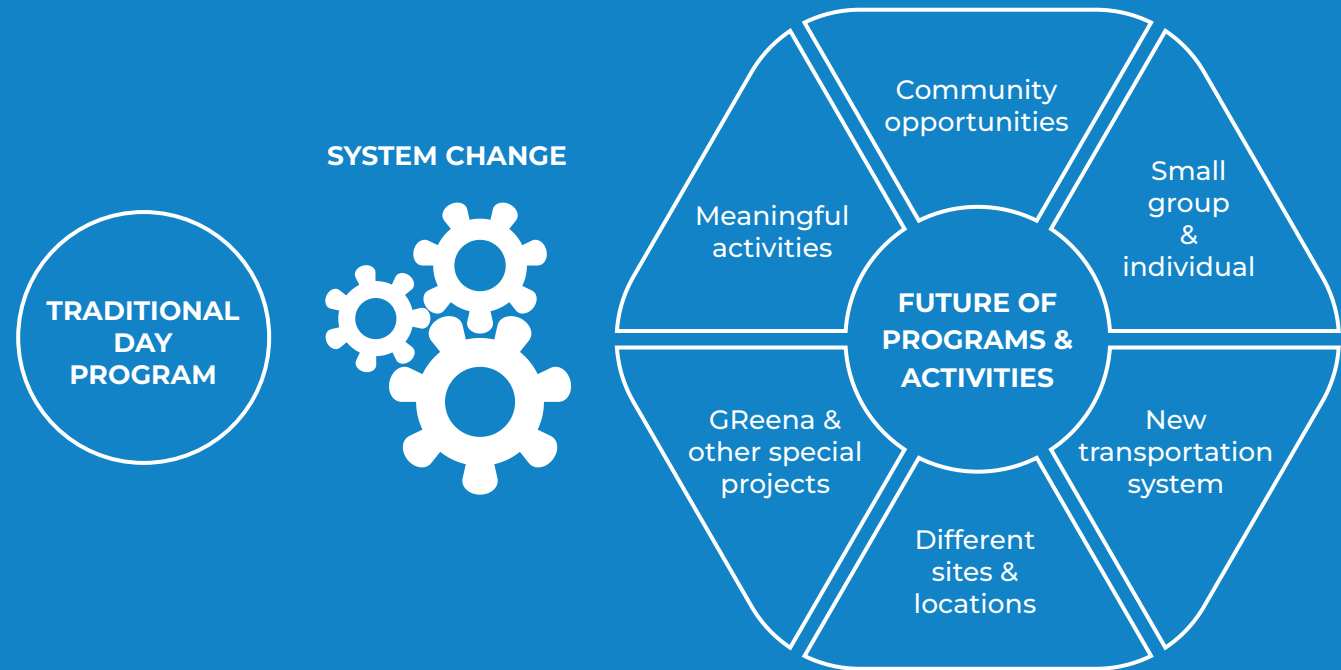 TRADITIONAL
DAY
PROGRAM
SYSTEM CHANGE
Community
opportunities
Small
group
&
individual
New
transportation
system
Different
sites &
locations
GReena &
other special
projects
Meaningful
activities
FUTURE OF
PROGRAMS &
ACTIVITIES